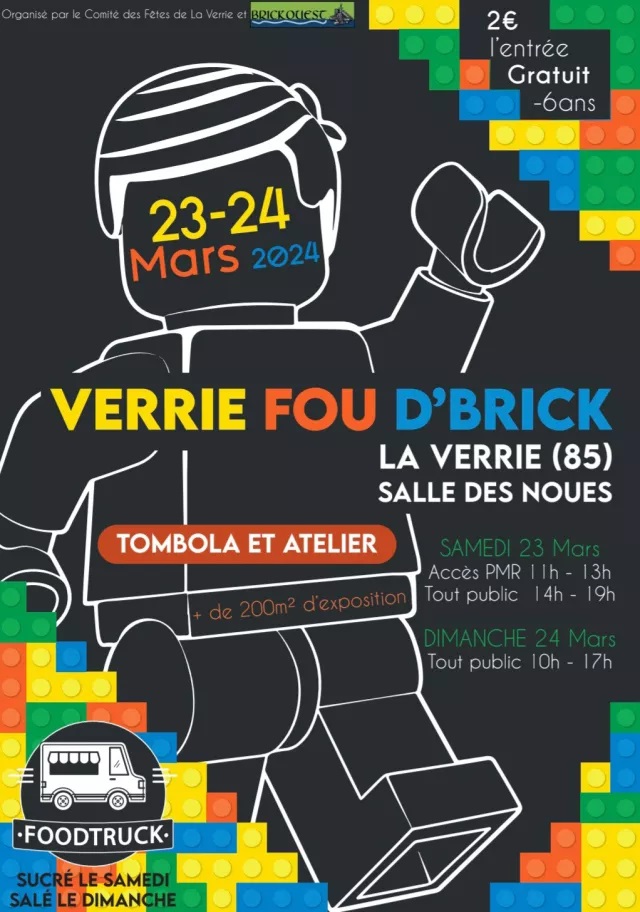 Organisé par le Comité des Fêtes de La Verrie et BRICK'OUEST
2€
l'entrée
Gratuit
-6ans
23-24
Mars 2024
VERRIE FOU D'BRICK
LA VERRIE (85)
SALLE DES NOUES
TOMBOLA ET ATELIER
+ de 200m² d'exposition
SAMEDI 23 Mars
Accès PMR 11h - 13h
Tout public 14h - 19h
DIMANCHE 24 Mars
Tout public 10h - 17h
·FOODTRUCK·
SUCRÉ LE SAMEDI
SALÉ LE DIMANCHE